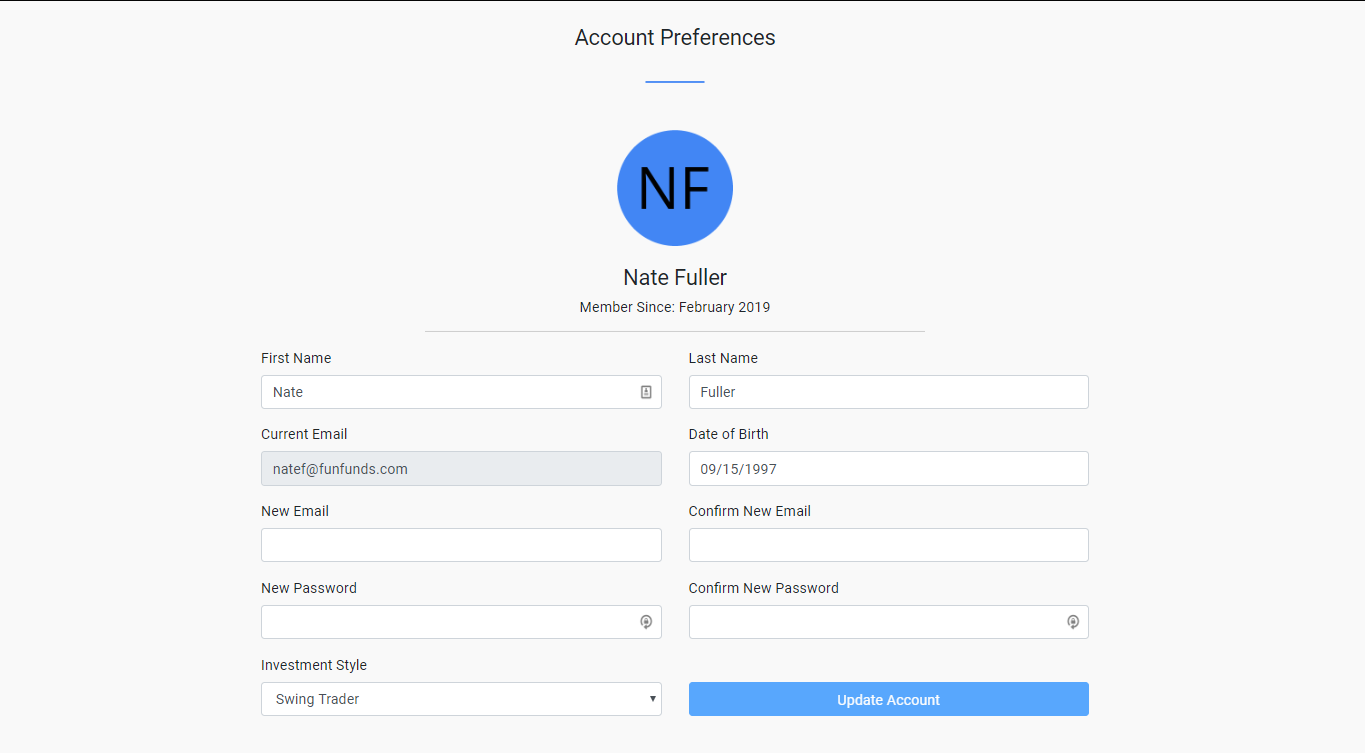 Account Preferences
NF
Nate Fuller
Member Since: February 2019
First Name
Last Name
Nate
Fuller
Current Email
Date of Birth
natef@funfunds.com
09/15/1997
New Email
Confirm New Email
New Password
Confirm New Password
Investment Style
Swing Trader
Update Account